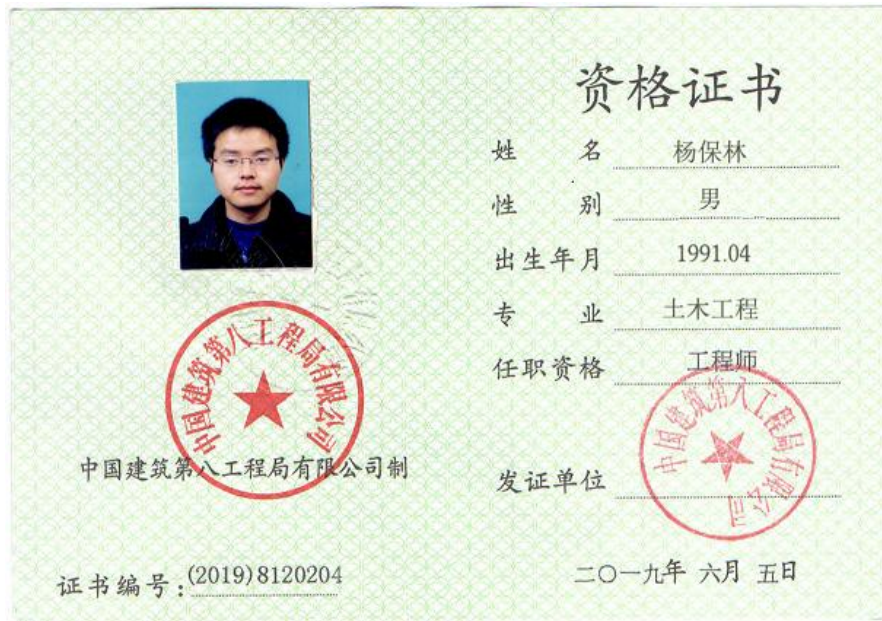 中国建筑第八工程局有限公司
中国建筑第八工程局有限公司制
证书编号:(2019)8120204
资格证书
姓 名 杨保林
性 别 男
出生年月 1991.04
专 业 土木工程
任职资格 工程师
发证单位
中国建筑第八工程局有限公司
二〇一九年 六月 五日